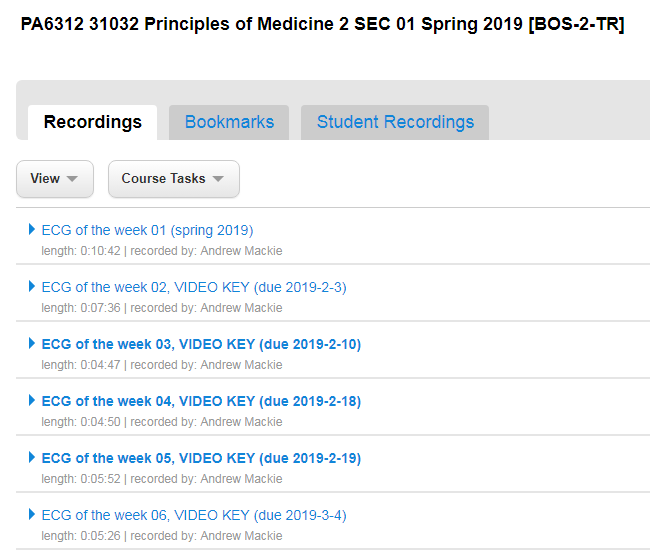 PA6312 31032 Principles of Medicine 2 SEC 01 Spring 2019 [BOS-2-TR]
Recordings
Bookmarks
Student Recordings
View
Course Tasks
ECG of the week 01 (spring 2019)
length: 0:10:42 | recorded by: Andrew Mackie
ECG of the week 02, VIDEO KEY (due 2019-2-3)
length: 0:07:36 | recorded by: Andrew Mackie
ECG of the week 03, VIDEO KEY (due 2019-2-10)
length: 0:04:47 | recorded by: Andrew Mackie
ECG of the week 04, VIDEO KEY (due 2019-2-18)
length: 0:04:50 | recorded by: Andrew Mackie
ECG of the week 05, VIDEO KEY (due 2019-2-19)
length: 0:05:52 | recorded by: Andrew Mackie
ECG of the week 06, VIDEO KEY (due 2019-3-4)
length: 0:05:26 | recorded by: Andrew Mackie